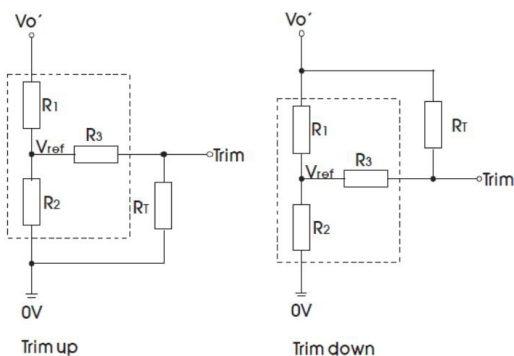 Vo´
R1
Vref
R3
Trim
R2
RT
0V
Trim up
Vo´
R1
RT
Vref
R3
Trim
R2
0V
Trim down